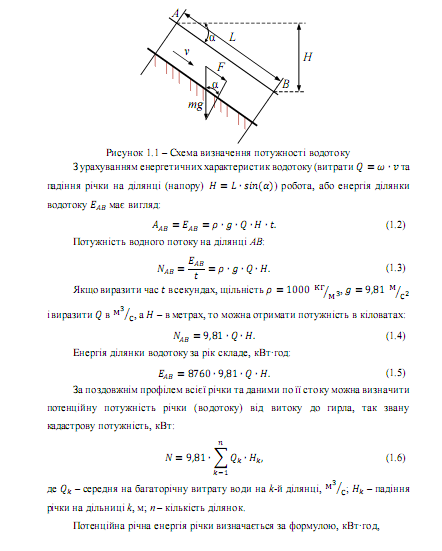 A
α
L
H
v
F
B
α
mg
Рисунок 1.1 – Схема визначення потужності водотоку
З урахуванням енергетичних характеристик водотоку (витрати Q = ω · v та
падіння річки на ділянці (напору) H = L · sin(α)) робота, або енергія ділянки
водотоку E_AB має вигляд:
A_AB = E_AB = ρ · g · Q · H · t. (1.2)
Потужність водного потоку на ділянці AB:
N_AB = E_AB/t = ρ · g · Q · H. (1.3)
Якщо виразити час t в секундах, щільність ρ = 1000 кг/м3, g = 9,81 м/с2
і виразити Q в м3/с, а H – в метрах, то можна отримати потужність в кіловатах:
N_AB = 9,81 · Q · H. (1.4)
Енергія ділянки водотоку за рік складе, кВт·год:
E_AB = 8760 · 9,81 · Q · H. (1.5)
За поздовжнім профілем всієї річки та даними по її стоку можна визначити
потенційну потужність річки (водотоку) від витоку до гирла, так звану
кадастрову потужність, кВт:
N = 9,81 · ∑_{k=1}^{n} Q_k · H_k, (1.6)
де Q_k – середня на багаторічну витрату води на k-й ділянці, м3/с; H_k – падіння
річки на дільниці k, м; n – кількість ділянок.
Потенційна річна енергія річки визначається за формулою, кВт·год,